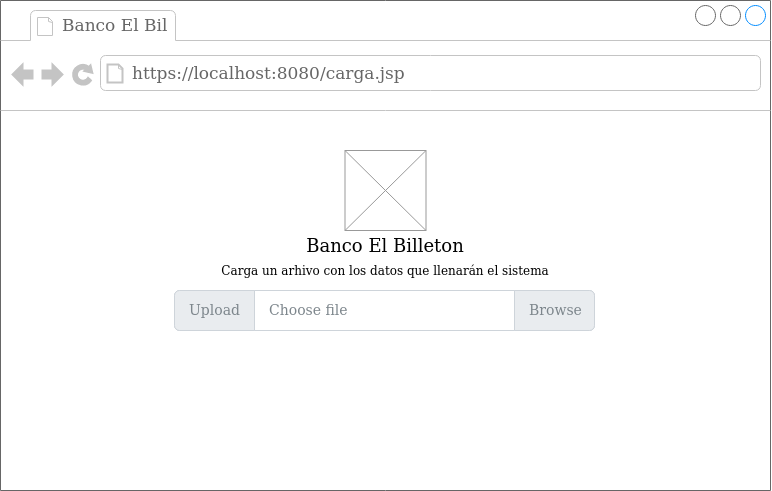 Banco El Bil
https://localhost:8080/carga.jsp
Banco El Billeton
Carga un arhivo con los datos que llenarán el sistema
Upload Choose file Browse